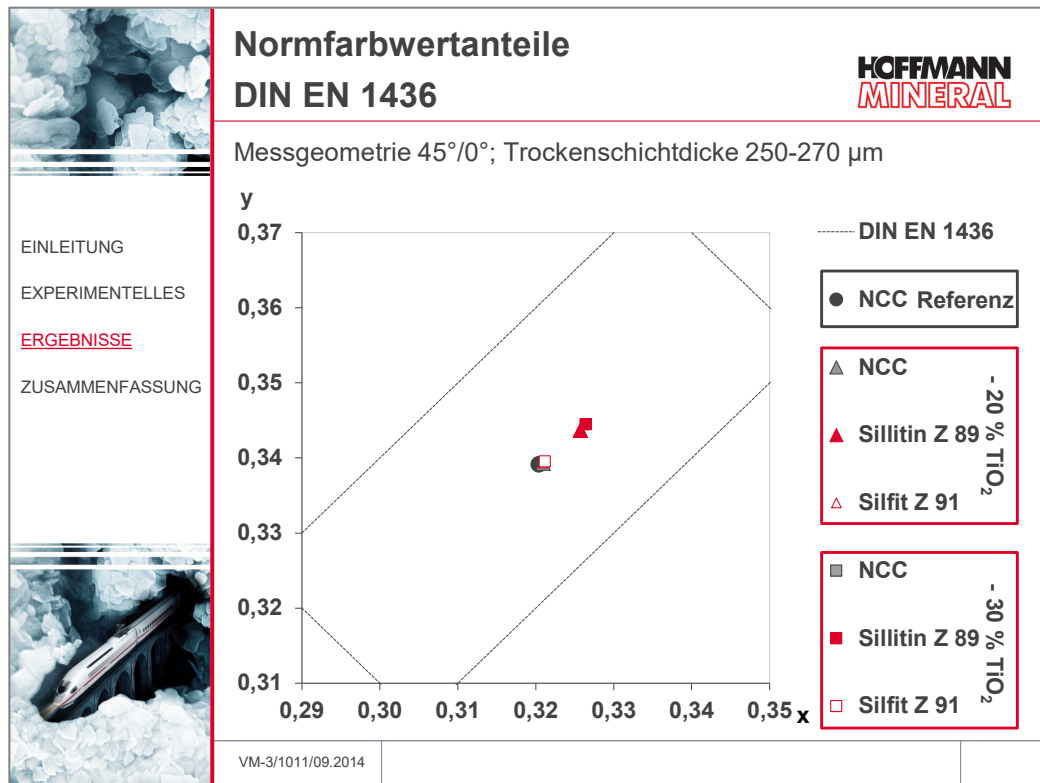 Normfarbwertanteile
DIN EN 1436
HOFFMANN
MINERAL
Messgeometrie 45°/0°; Trockenschichtdicke 250-270 µm
EINLEITUNG
EXPERIMENTELLES
ERGEBNISSE
ZUSAMMENFASSUNG
y
0,37
0,36
0,35
0,34
0,33
0,32
0,31
0,29 0,30 0,31 0,32 0,33 0,34 0,35 x
DIN EN 1436
NCC Referenz
NCC
Sillitin Z 89
Silfit Z 91
- 20 % TiO₂
NCC
Sillitin Z 89
Silfit Z 91
- 30 % TiO₂
VM-3/1011/09.2014